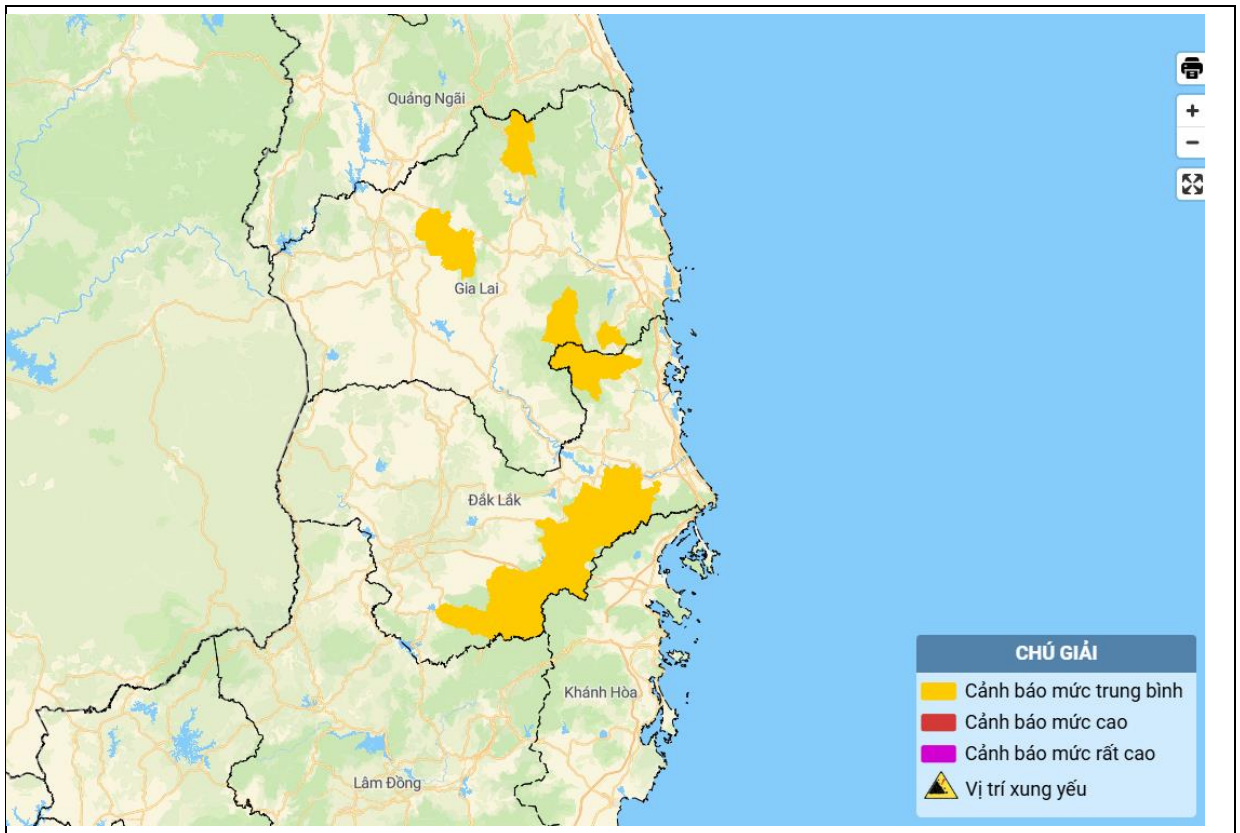 Quảng Ngãi
+
−
Gia Lai
Đắk Lắk
Khánh Hòa
Lâm Đồng
CHÚ GIẢI
Cảnh báo mức trung bình
Cảnh báo mức cao
Cảnh báo mức rất cao
Vị trí xung yếu